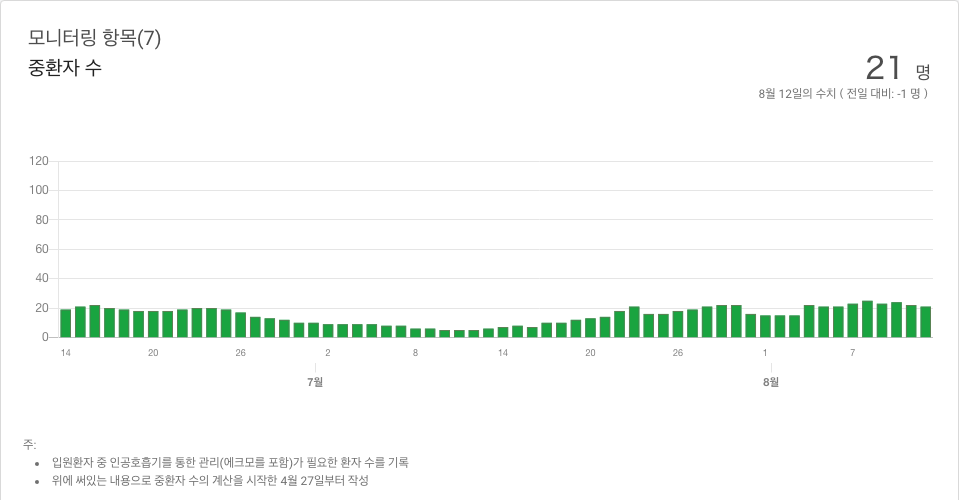 모니터링 항목(7)
중환자 수
21 명
8월 12일의 수치 ( 전일 대비: -1 명 )
120
100
80
60
40
20
0
14 20 26 2 8 14 20 26 1 7
7월 8월
주:
• 입원환자 중 인공호흡기를 통한 관리(에크모를 포함)가 필요한 환자 수를 기록
• 위에 써있는 내용으로 중환자 수의 계산을 시작한 4월 27일부터 작성